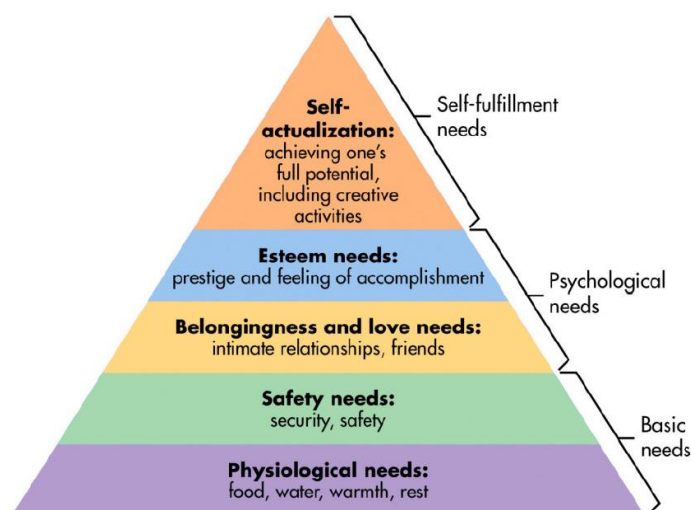 Self-
actualization:
achieving one's
full potential,
including creative
activities
Self-fulfillment
needs
Esteem needs:
prestige and feeling of accomplishment
Psychological
needs
Belongingness and love needs:
intimate relationships, friends
Safety needs:
security, safety
Basic
needs
Physiological needs:
food, water, warmth, rest